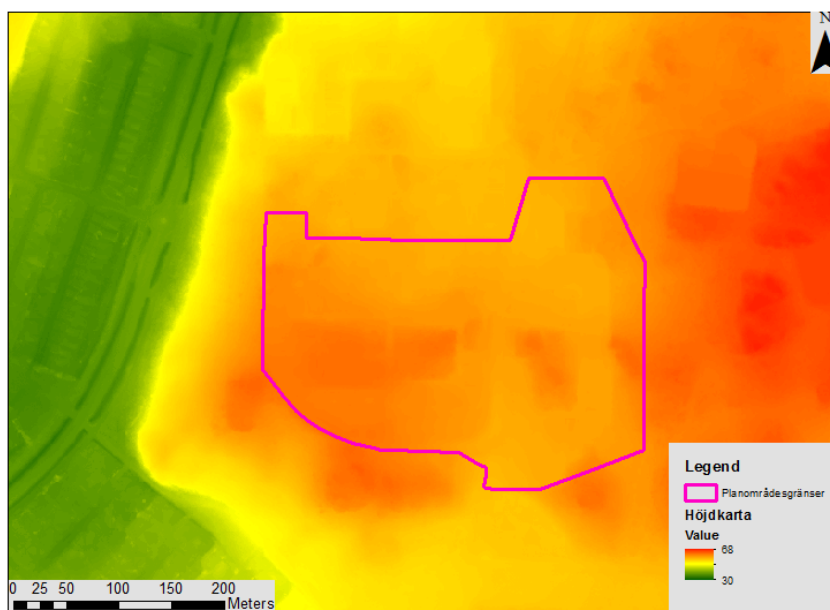 N
Legend
Planområdesgränser
Höjdkarta
Value
68
30
0 25 50 100 150 200
Meters